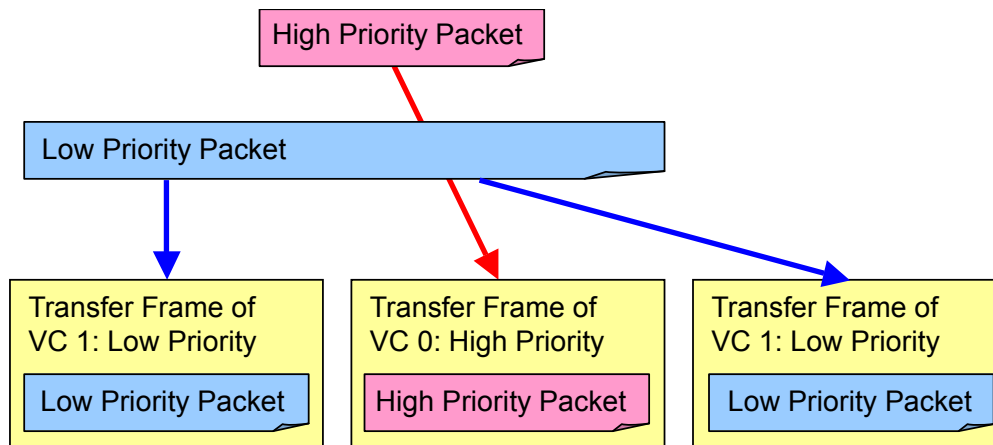 High Priority Packet
Low Priority Packet
Transfer Frame of
VC 1: Low Priority
Low Priority Packet
Transfer Frame of
VC 0: High Priority
High Priority Packet
Transfer Frame of
VC 1: Low Priority
Low Priority Packet